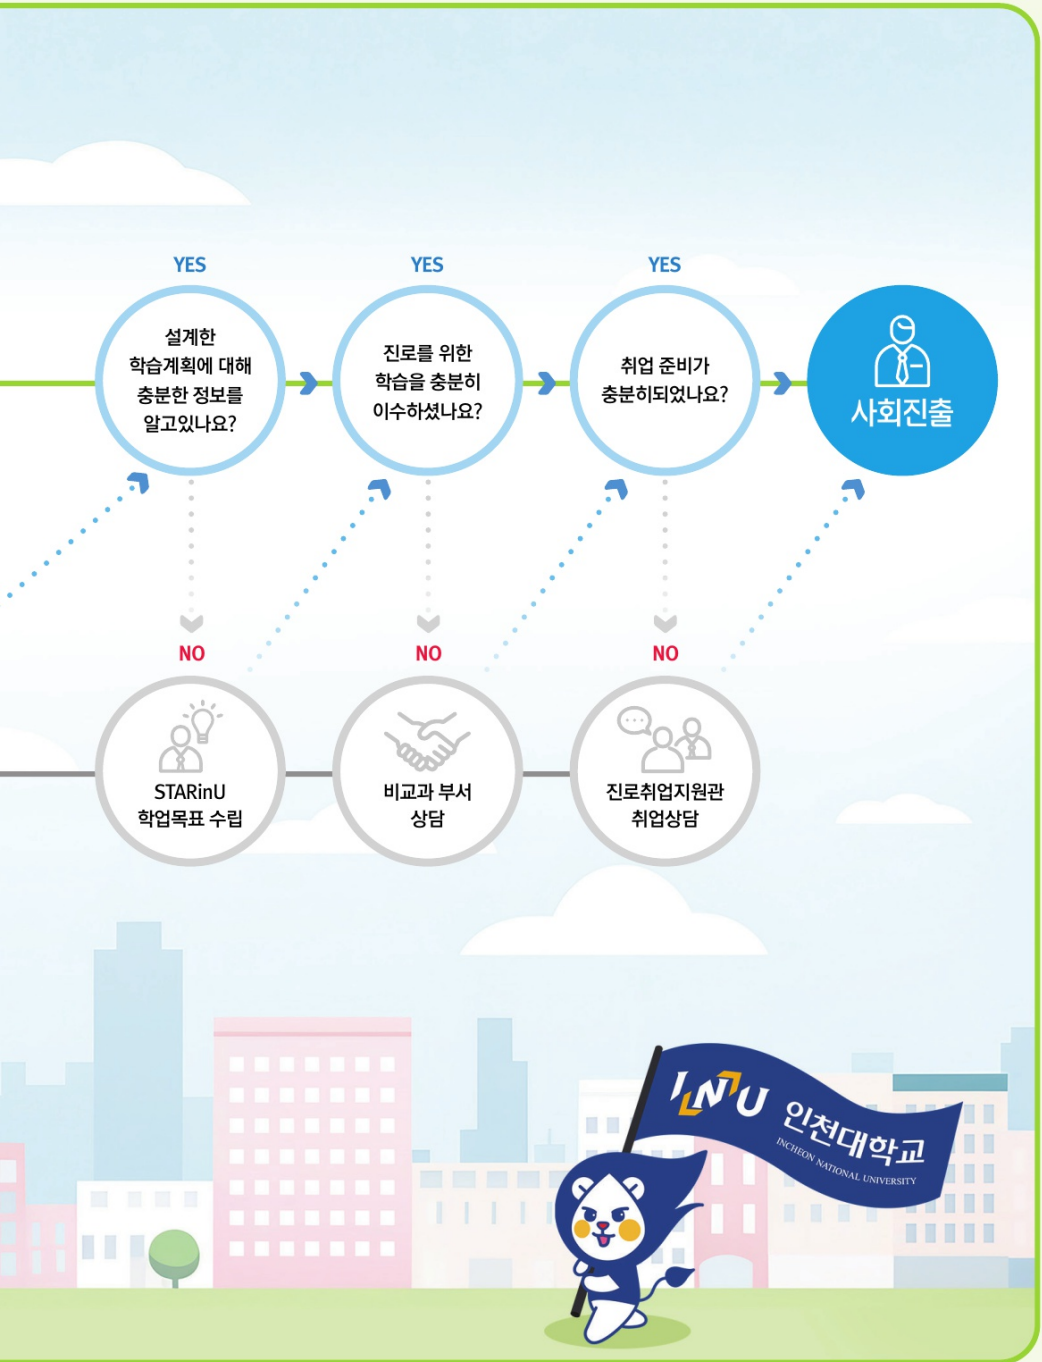 YES
YES
YES
설계한
학습계획에 대해
충분한 정보를
알고있나요?
진로를 위한
학습을 충분히
이수하셨나요?
취업 준비가
충분히되었나요?
사회진출
NO
NO
NO
STARinU
학업목표 수립
비교과 부서
상담
진로취업지원관
취업상담
INU 인천대학교
INCHEON NATIONAL UNIVERSITY